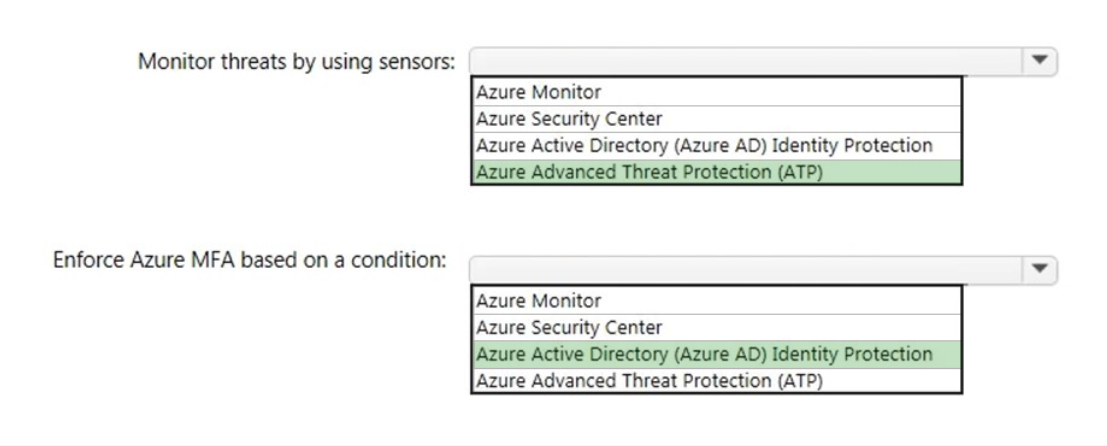 Monitor threats by using sensors:
Azure Monitor
Azure Security Center
Azure Active Directory (Azure AD) Identity Protection
Azure Advanced Threat Protection (ATP)
Enforce Azure MFA based on a condition:
Azure Monitor
Azure Security Center
Azure Active Directory (Azure AD) Identity Protection
Azure Advanced Threat Protection (ATP)